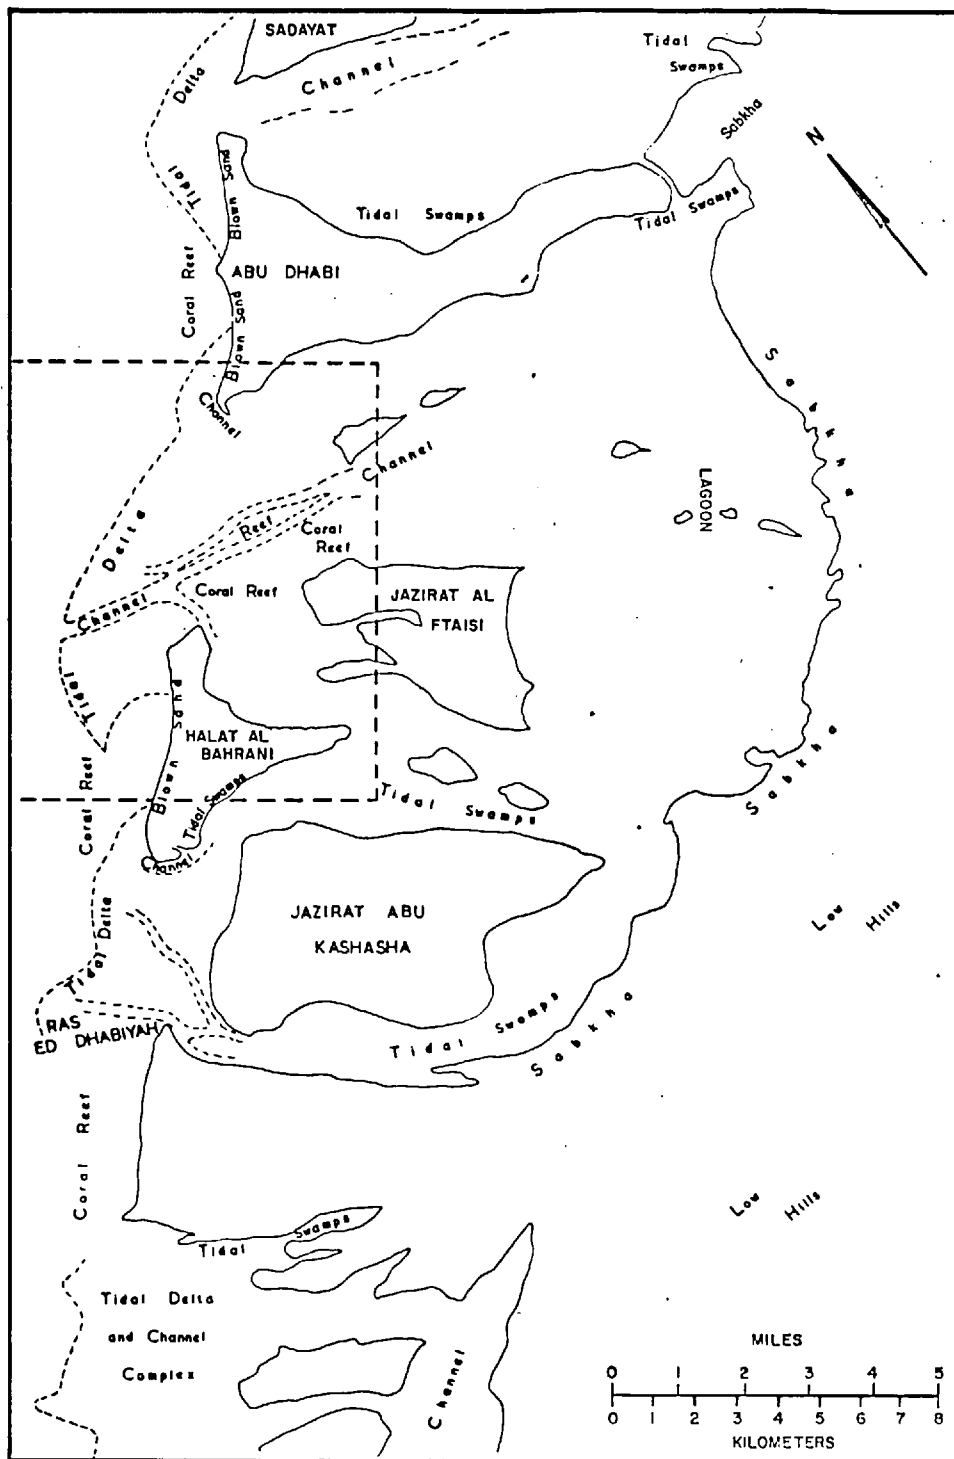 SADAYAT
Channel
Tidal
Swamps
Delta
Tidal
Sabkha
N
Blown Sand
Tidal Swamps
Tidal Swamps
Coral Reef
ABU DHABI
Blown Sand
Channel
Sabkha
Channel
LAGOON
Delta
Reef
Coral
Reef
Channel
Coral Reef
JAZIRAT AL
FTAISI
Tidal
Blown Sand
HALAT AL
BAHRANI
Tidal Swamps
Coral Reef
Tidal
Swamps
Sabkha
Channel
JAZIRAT ABU
KASHASHA
Low Hills
Tidal Delta
RAS
ED DHABIYAH
Tidal Swamps
Sabkha
Coral Reef
Low Hills
Tidal Swamps
Tidal Delta
and Channel
Complex
Channel
MILES
0 1 2 3 4 5
0 1 2 3 4 5 6 7 8
KILOMETERS